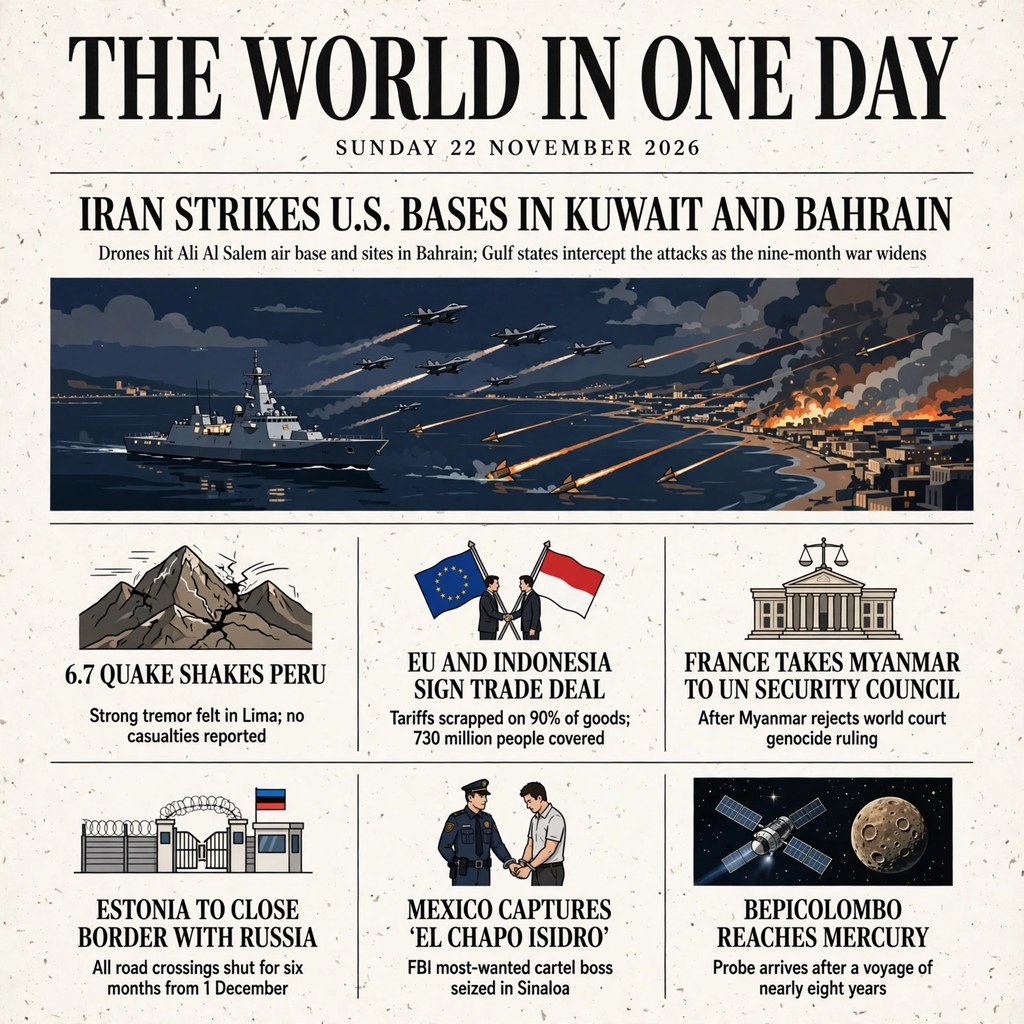 THE WORLD IN ONE DAY
SUNDAY 22 NOVEMBER 2026
IRAN STRIKES U.S. BASES IN KUWAIT AND BAHRAIN
Drones hit Ali Al Salem air base and sites in Bahrain; Gulf states intercept the attacks as the nine-month war widens
6.7 QUAKE SHAKES PERU
Strong tremor felt in Lima; no
casualties reported
EU AND INDONESIA
SIGN TRADE DEAL
Tariffs scrapped on 90% of goods;
730 million people covered
FRANCE TAKES MYANMAR
TO UN SECURITY COUNCIL
After Myanmar rejects world court
genocide ruling
ESTONIA TO CLOSE
BORDER WITH RUSSIA
All road crossings shut for six
months from 1 December
MEXICO CAPTURES
‘EL CHAPO ISIDRO’
FBI most-wanted cartel boss
seized in Sinaloa
BEPICOLOMBO
REACHES MERCURY
Probe arrives after a voyage of
nearly eight years